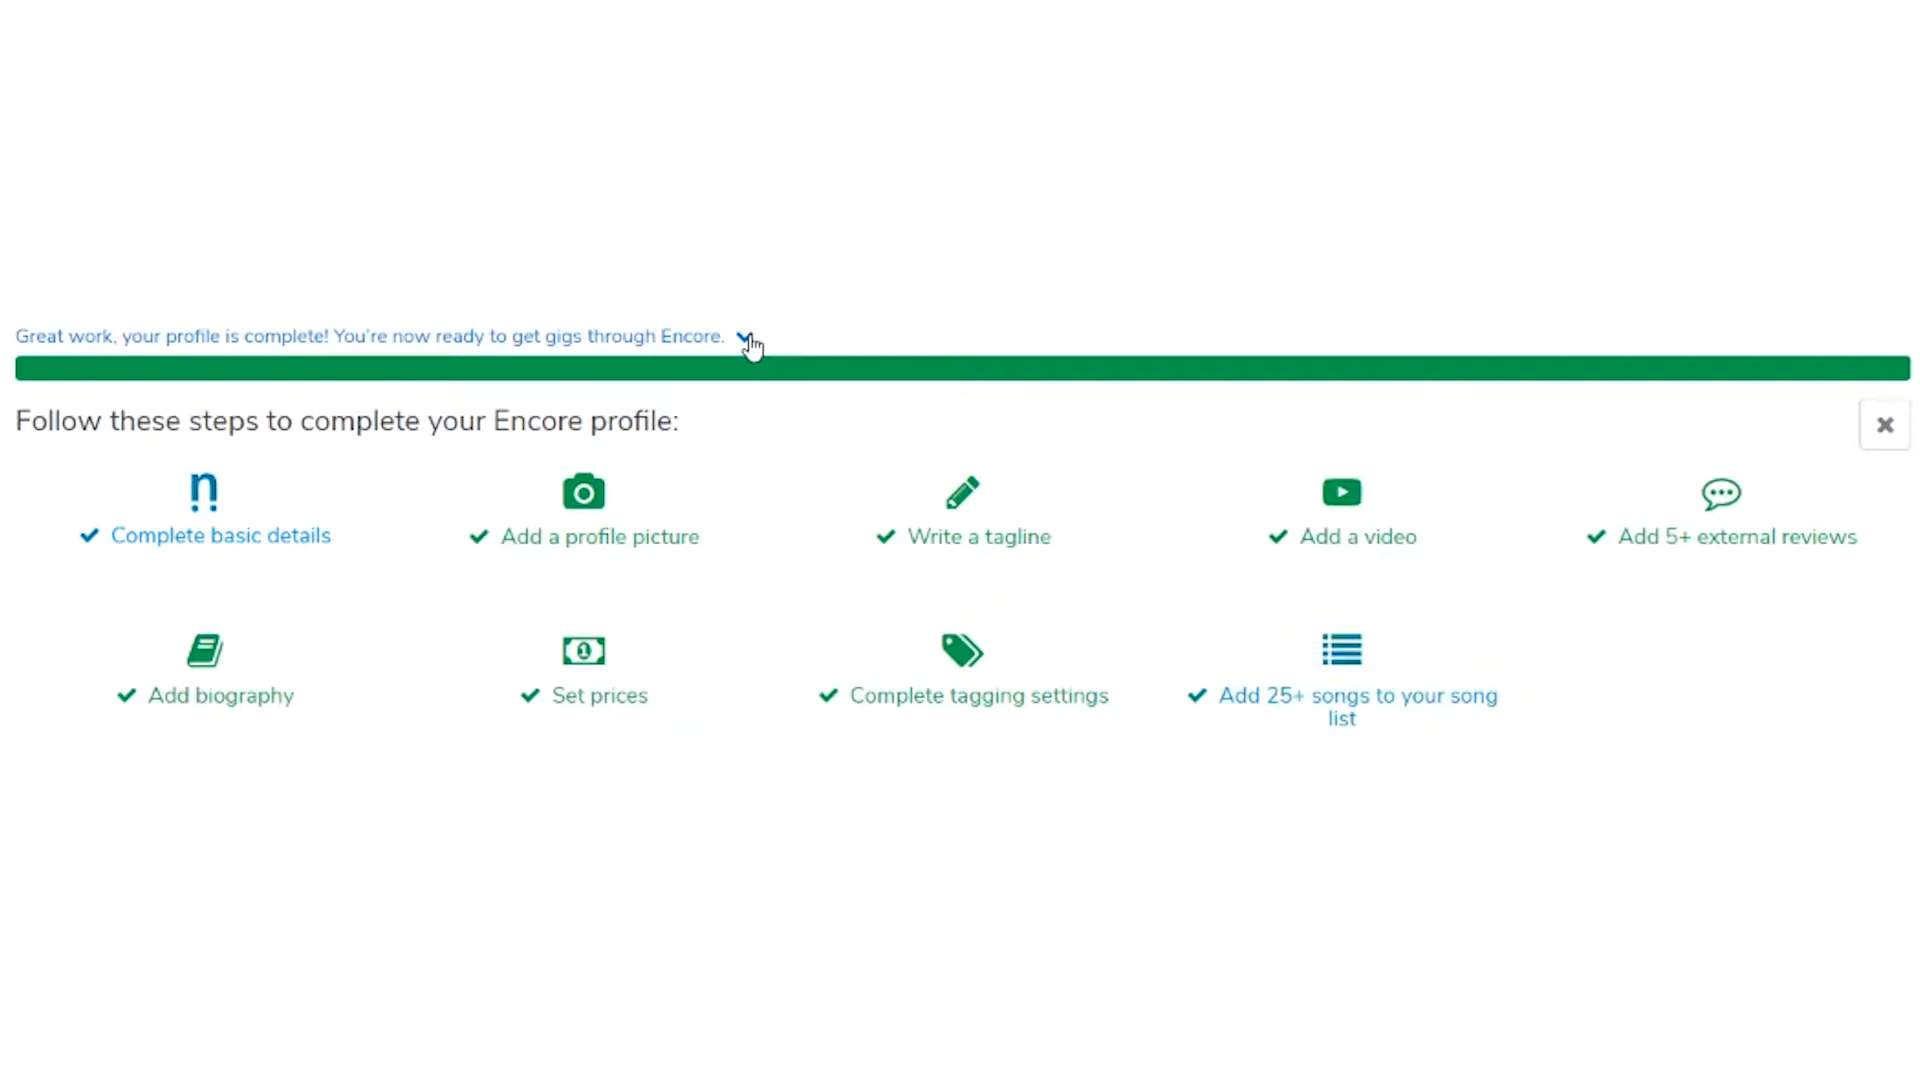 Great work, your profile is complete! You're now ready to get gigs through Encore.
Follow these steps to complete your Encore profile:
Complete basic details
Add a profile picture
Write a tagline
Add a video
Add 5+ external reviews
Add biography
Set prices
Complete tagging settings
Add 25+ songs to your song
list